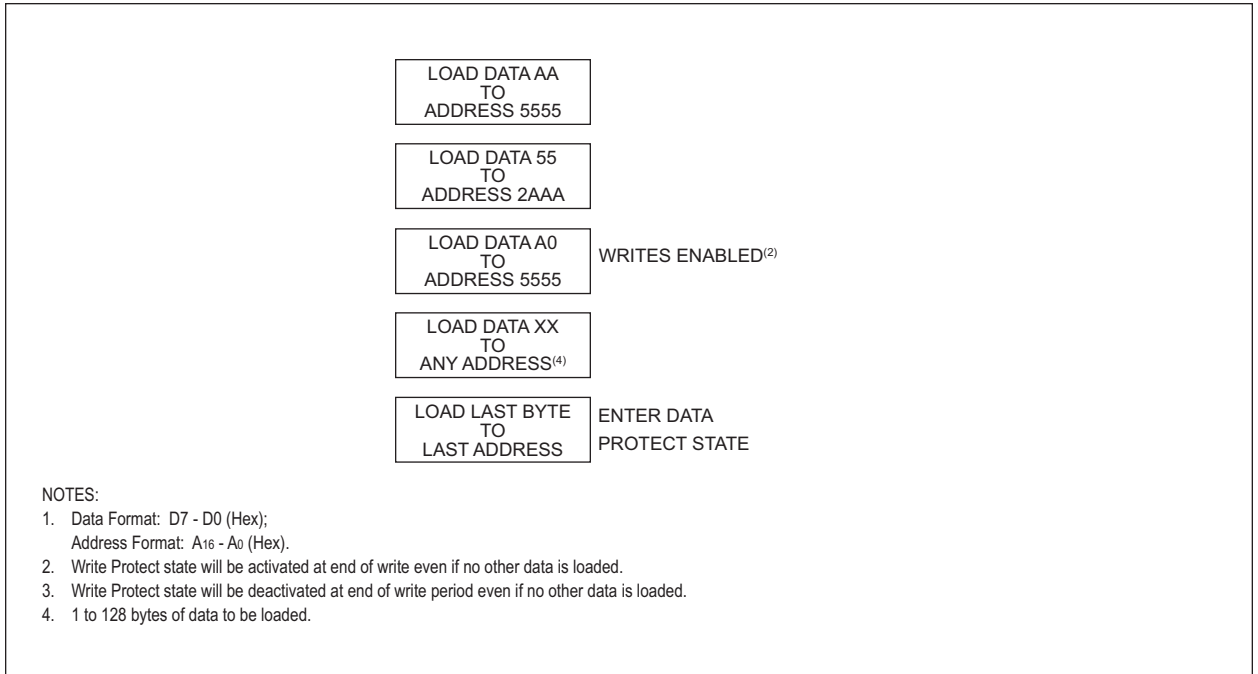 LOAD DATA AA
TO
ADDRESS 5555
LOAD DATA 55
TO
ADDRESS 2AAA
LOAD DATA A0
TO
ADDRESS 5555
WRITES ENABLED(2)
LOAD DATA XX
TO
ANY ADDRESS(4)
LOAD LAST BYTE
TO
LAST ADDRESS
ENTER DATA
PROTECT STATE
NOTES:
1. Data Format: D7 - D0 (Hex);
Address Format: A16 - A0 (Hex).
2. Write Protect state will be activated at end of write even if no other data is loaded.
3. Write Protect state will be deactivated at end of write period even if no other data is loaded.
4. 1 to 128 bytes of data to be loaded.